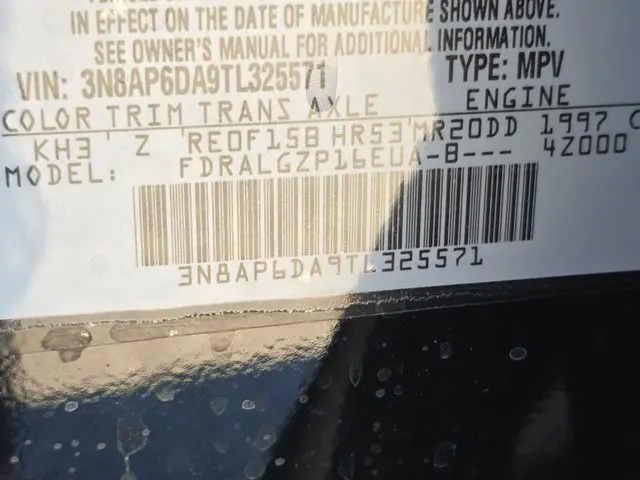 IN EFFECT ON THE DATE OF MANUFACTURE SHOWN ABOVE.
SEE OWNER'S MANUAL FOR ADDITIONAL INFORMATION.
VIN: 3N8AP6DA9TL325571 TYPE: MPV
COLOR TRIM TRANS AXLE ENGINE
KH3 Z RE0F15B HR53 MR20DD 1997 C
MODEL: FDRALGZP16EUA-B--- 4Z000
3N8AP6DA9TL325571